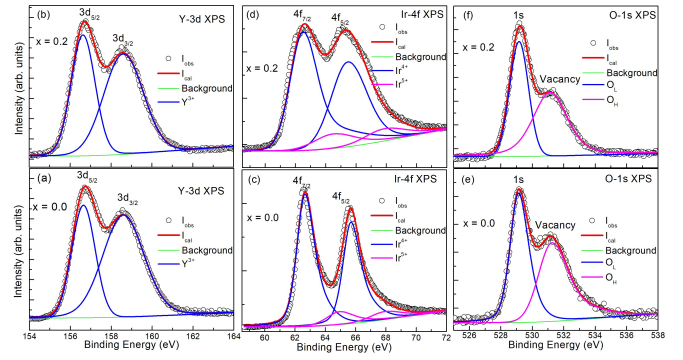 (b) 3d5/2 3d3/2 Y-3d XPS
x = 0.2
Iobs
Ical
Background
Y3+
Intensity (arb. units)
(d) 4f7/2 4f5/2 Ir-4f XPS
x = 0.2
Iobs
Ical
Background
Ir4+
Ir5+
(f) 1s O-1s XPS
x = 0.2
Vacancy
Iobs
Ical
Background
OL
OH
(a) 3d5/2 3d3/2 Y-3d XPS
x = 0.0
Iobs
Ical
Background
Y3+
Intensity (arb. units)
154 156 158 160 162 164
Binding Energy (eV)
(c) 4f7/2 4f5/2 Ir-4f XPS
x = 0.0
Iobs
Ical
Background
Ir4+
Ir5+
60 62 64 66 68 70 72
Binding Energy (eV)
(e) 1s O-1s XPS
x = 0.0
Vacancy
Iobs
Ical
Background
OL
OH
526 528 530 532 534 536 538
Binding Energy (eV)